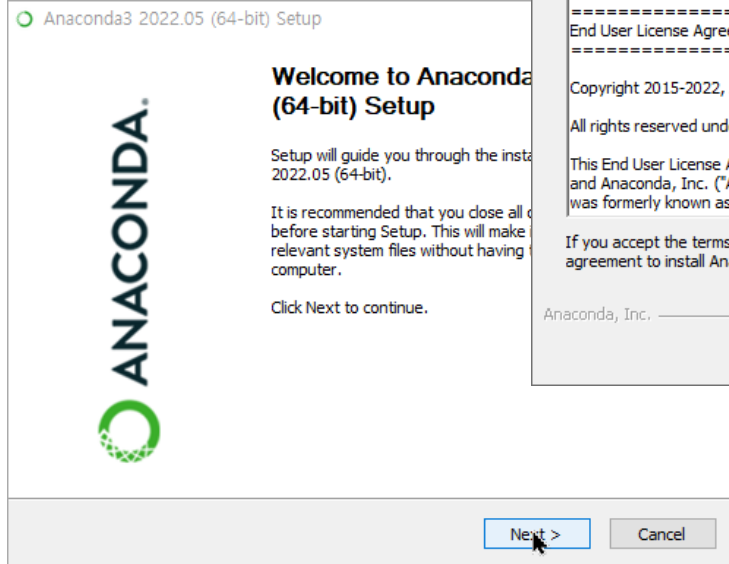 Anaconda3 2022.05 (64-bit) Setup
ANACONDA.
Welcome to Anaconda
(64-bit) Setup
Setup will guide you through the insta
2022.05 (64-bit).
It is recommended that you close all
before starting Setup. This will make
relevant system files without having
computer.
Click Next to continue.
Next >
Cancel
===============
End User License Agree
===============
Copyright 2015-2022,
All rights reserved und
This End User License
and Anaconda, Inc. ("A
was formerly known as
If you accept the terms
agreement to install An
Anaconda, Inc.